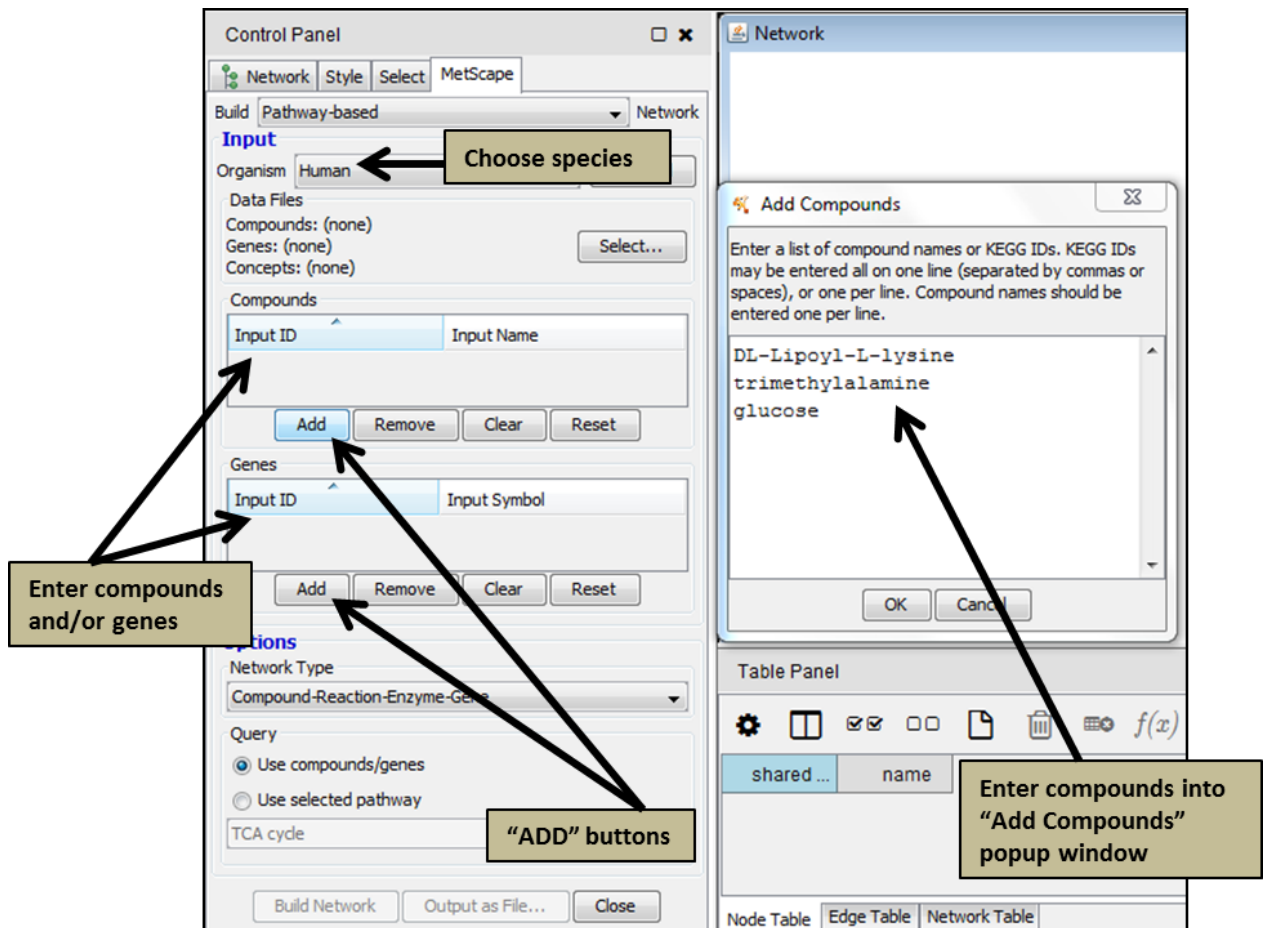 Control Panel
Network Style Select MetScape
Build Pathway-based Network
Input
Organism Human
Choose species
Data Files
Compounds: (none)
Genes: (none)
Concepts: (none)
Select...
Compounds
Input ID Input Name
Add Remove Clear Reset
Genes
Input ID Input Symbol
Add Remove Clear Reset
Enter compounds
and/or genes
Options
Network Type
Compound-Reaction-Enzyme-Gene
Query
Use compounds/genes
Use selected pathway
TCA cycle
"ADD" buttons
Build Network Output as File... Close
Network
Add Compounds
Enter a list of compound names or KEGG IDs. KEGG IDs
may be entered all on one line (separated by commas or
spaces), or one per line. Compound names should be
entered one per line.
DL-Lipoyl-L-lysine
trimethylalamine
glucose
OK Cancel
Table Panel
f(x)
shared ... name
Enter compounds into
“Add Compounds”
popup window
Node Table Edge Table Network Table